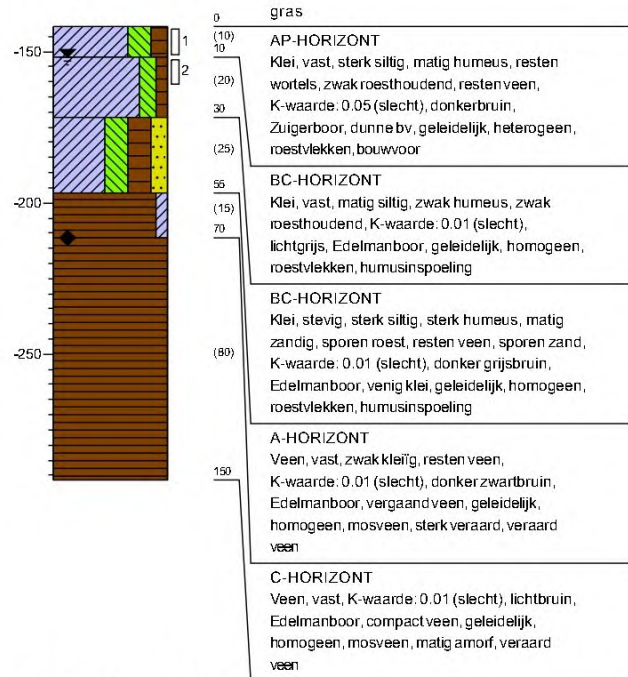 0
gras
(10)
10
(20)
30
(25)
55
(15)
70
(80)
150
-150
-200
-250
1
2
AP-HORIZONT
Klei, vast, sterk siltig, matig humeus, resten
wortels, zwak roesthoudend, resten veen,
K-waarde: 0.05 (slecht), donkerbruin,
Zuigerboor, dunne bv, geleidelijk, heterogeen,
roestvlekken, bouwvoor
BC-HORIZONT
Klei, vast, matig siltig, zwak humeus, zwak
roesthoudend, K-waarde: 0.01 (slecht),
lichtgrijs, Edelmanboor, geleidelijk, homogeen,
roestvlekken, humusinspoeling
BC-HORIZONT
Klei, stevig, sterk siltig, sterk humeus, matig
zandig, sporen roest, resten veen, sporen zand,
K-waarde: 0.01 (slecht), donker grijsbruin,
Edelmanboor, venig klei, geleidelijk, homogeen,
roestvlekken, humusinspoeling
A-HORIZONT
Veen, vast, zwak kleiïg, resten veen,
K-waarde: 0.01 (slecht), donker zwartbruin,
Edelmanboor, vergaand veen, geleidelijk,
homogeen, mosveen, sterk veraard, veraard
veen
C-HORIZONT
Veen, vast, K-waarde: 0.01 (slecht), lichtbruin,
Edelmanboor, compact veen, geleidelijk,
homogeen, mosveen, matig amorf, veraard
veen